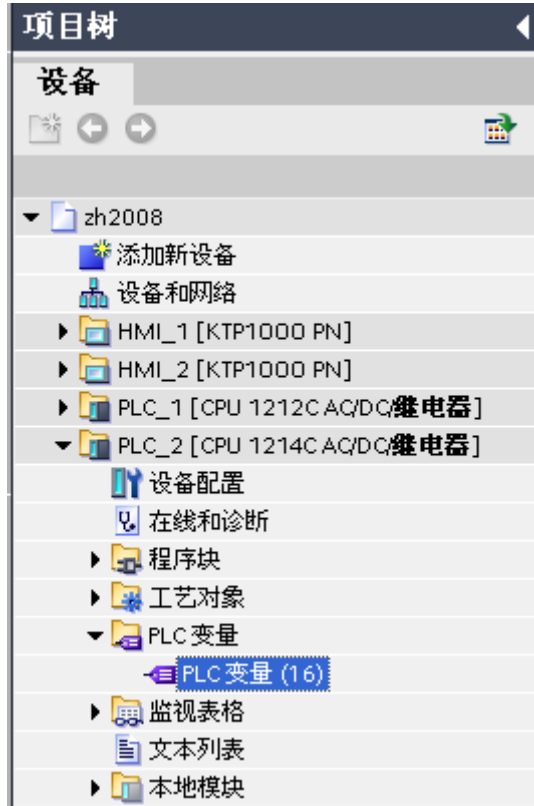 项目树
设备
zh2008
添加新设备
设备和网络
HMI_1 [KTP1000 PN]
HMI_2 [KTP1000 PN]
PLC_1 [CPU 1212C AC/DC/继电器]
PLC_2 [CPU 1214C AC/DC/继电器]
设备配置
在线和诊断
程序块
工艺对象
PLC 变量
PLC 变量 (16)
监视表格
文本列表
本地模块